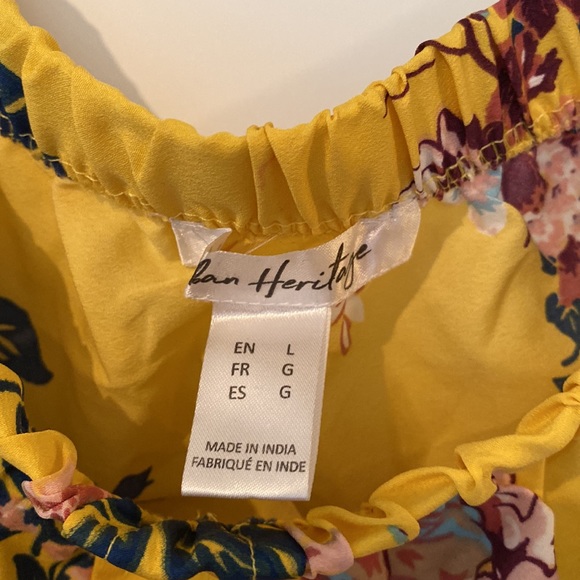 ban Heritage
EN L
FR G
ES G
MADE IN INDIA
FABRIQUÉ EN INDE